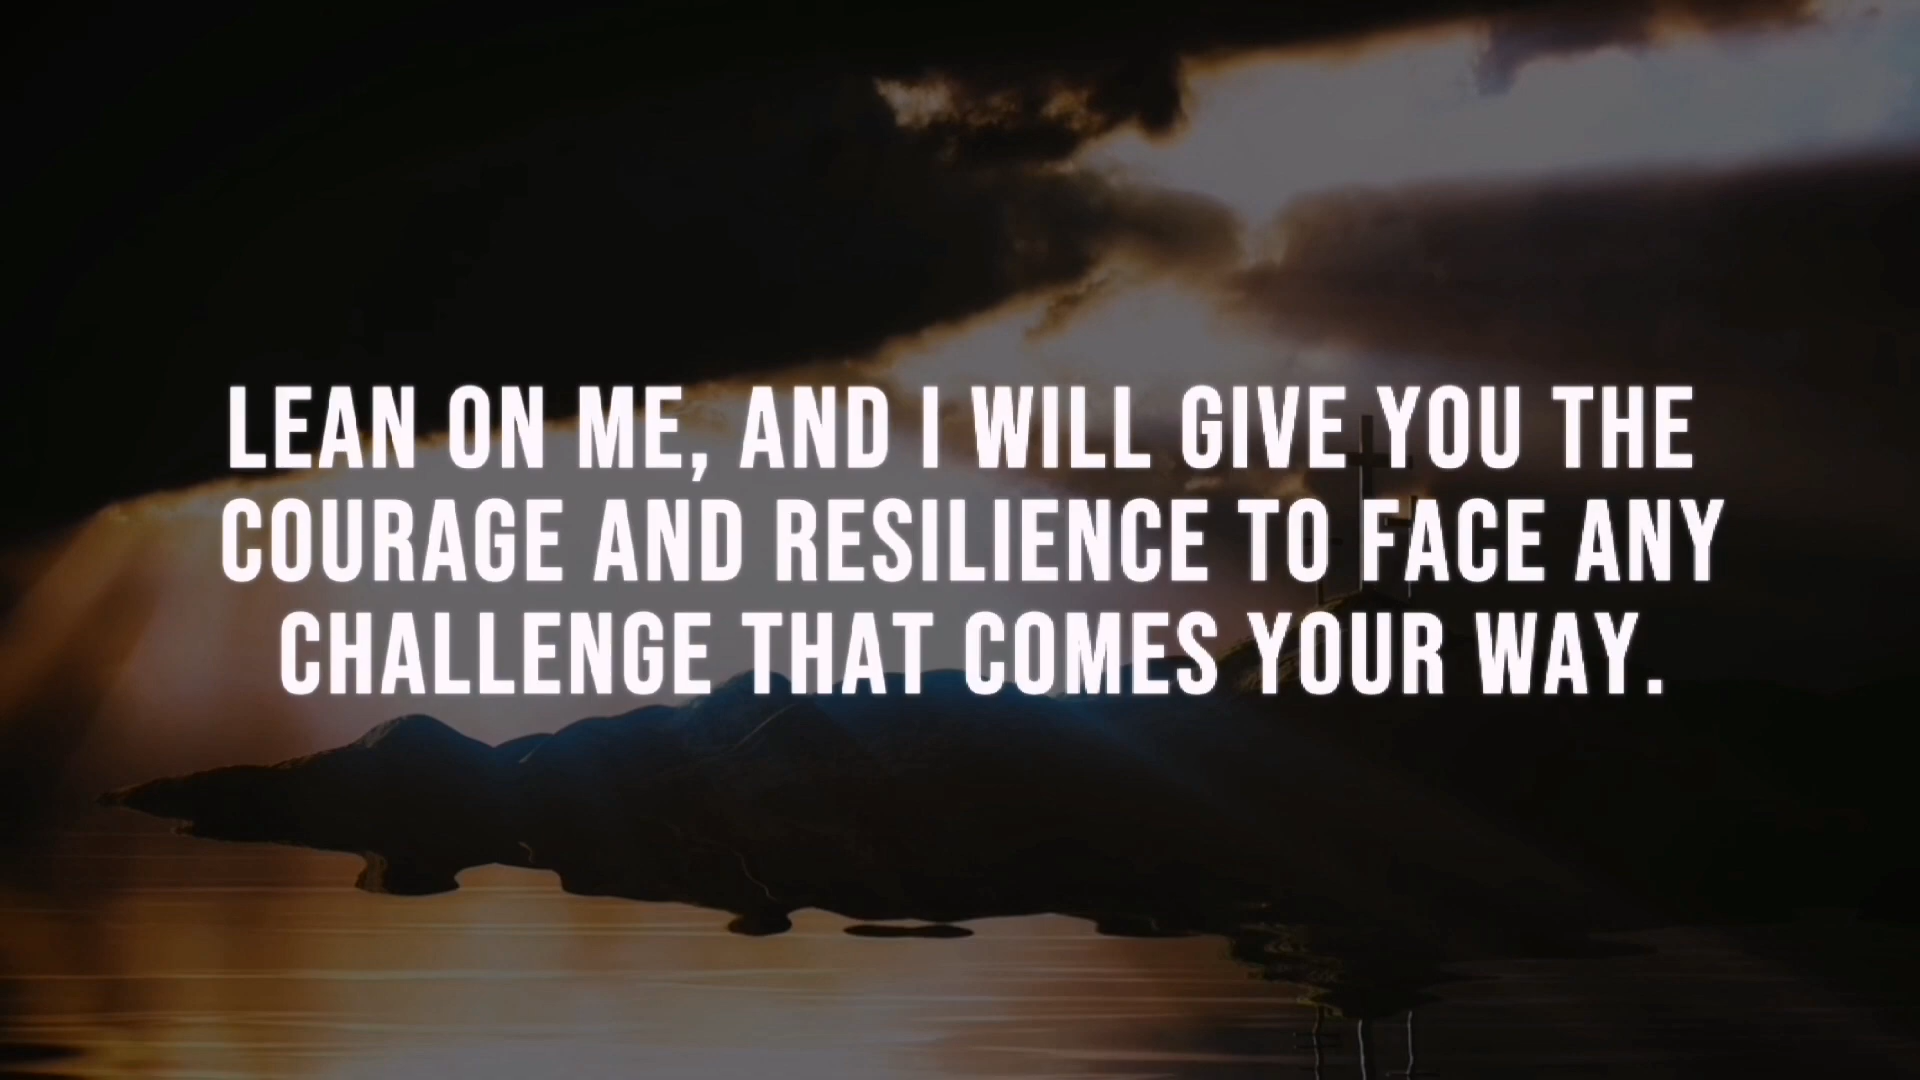 LEAN ON ME, AND I WILL GIVE YOU THE
COURAGE AND RESILIENCE TO FACE ANY
CHALLENGE THAT COMES YOUR WAY.